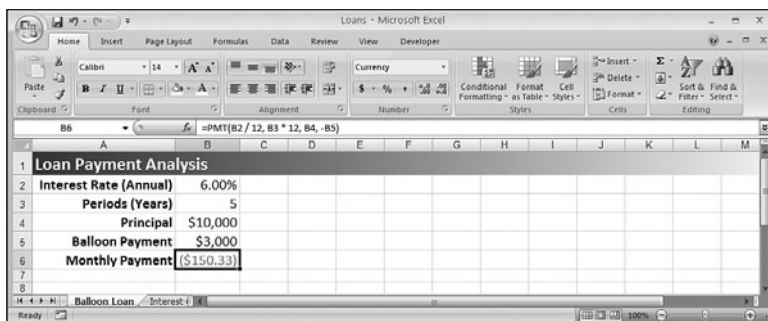 Loans - Microsoft Excel
Home Insert Page Layout Formulas Data Review View Developer
Calibri 14 A A Currency Insert Σ
Paste B I U A $ % , Conditional Formatting Format as Table Cell Styles Delete Format Sort & Filter Find & Select
Clipboard Font Alignment Number Styles Cells Editing
B6 fx =PMT(B2 / 12, B3 * 12, B4, -B5)
A B C D E F G H I J K L M
1 Loan Payment Analysis
2 Interest Rate (Annual) 6.00%
3 Periods (Years) 5
4 Principal $10,000
5 Balloon Payment $3,000
6 Monthly Payment ($150.33)
7
8
Balloon Loan Interest
Ready 100%